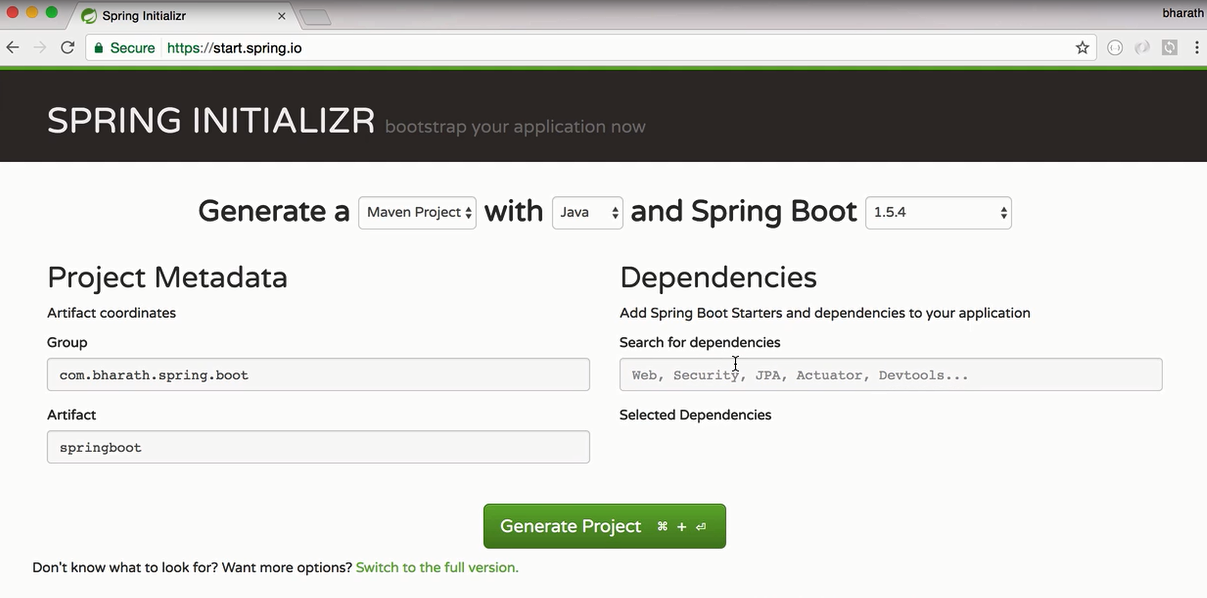 Spring Initializr
bharath
Secure https://start.spring.io
SPRING INITIALIZR bootstrap your application now
Generate a Maven Project with Java and Spring Boot 1.5.4
Project Metadata
Artifact coordinates
Group
com.bharath.spring.boot
Artifact
springboot
Dependencies
Add Spring Boot Starters and dependencies to your application
Search for dependencies
Web, Security, JPA, Actuator, Devtools...
Selected Dependencies
Generate Project ⌘ + ⏎
Don't know what to look for? Want more options? Switch to the full version.